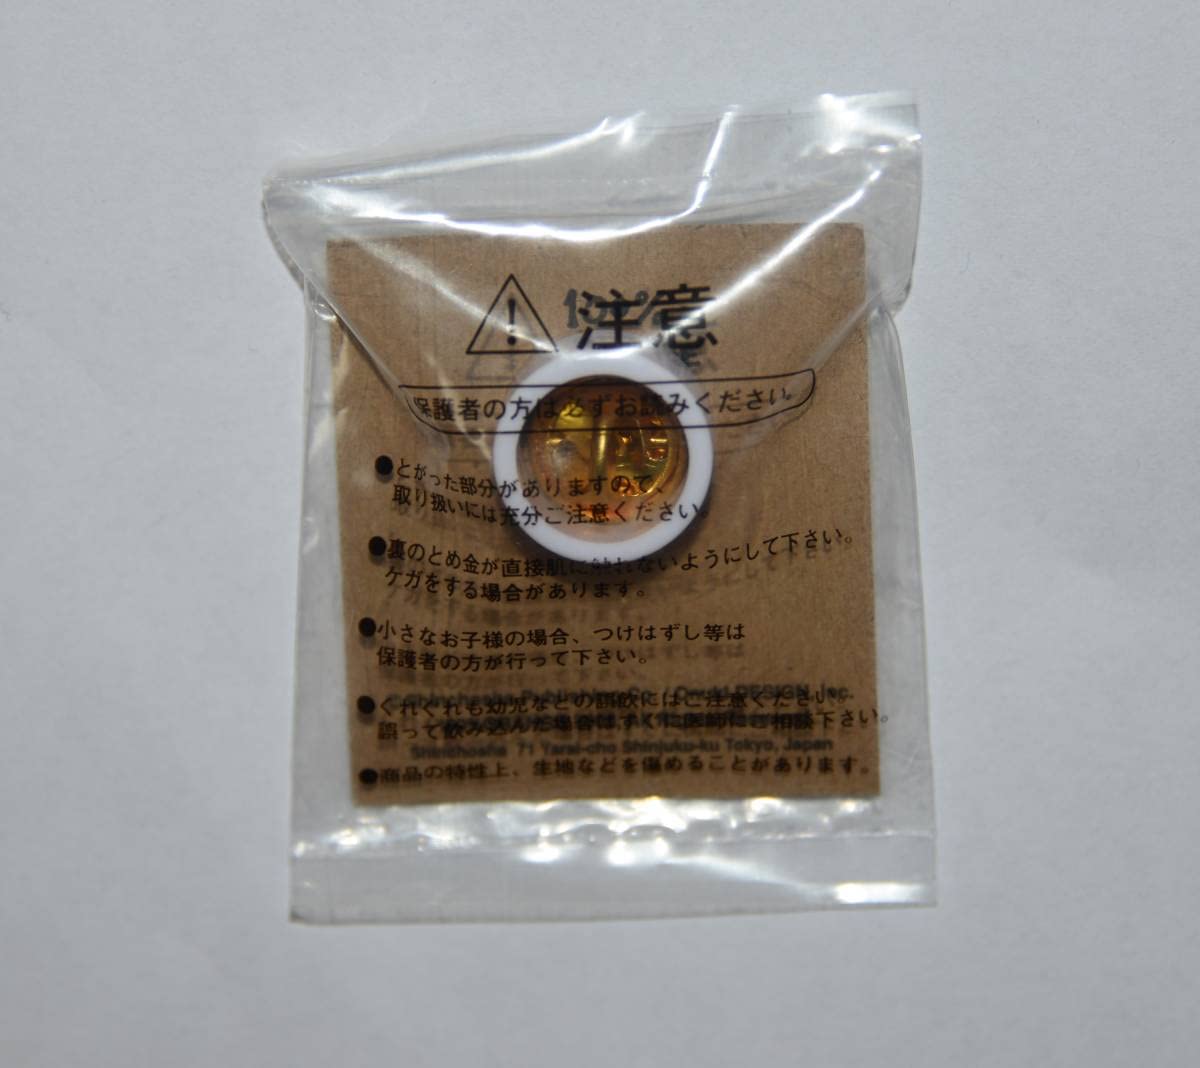 注意
保護者の方は必ずお読みください。
●とがった部分がありますので、
取り扱いには充分ご注意ください。
●裏のとめ金が直接肌に触れないようにして下さい。
ケガをする場合があります。
●小さなお子様の場合、つけはずし等は
保護者の方が行って下さい。
●くれぐれも幼児などの誤飲にはご注意ください。
誤って飲み込んだ場合はすぐに医師にご相談下さい。
Shinchosha 71 Yarai-cho Shinjuku-ku Tokyo, Japan
●商品の特性上、生地などを傷めることがあります。